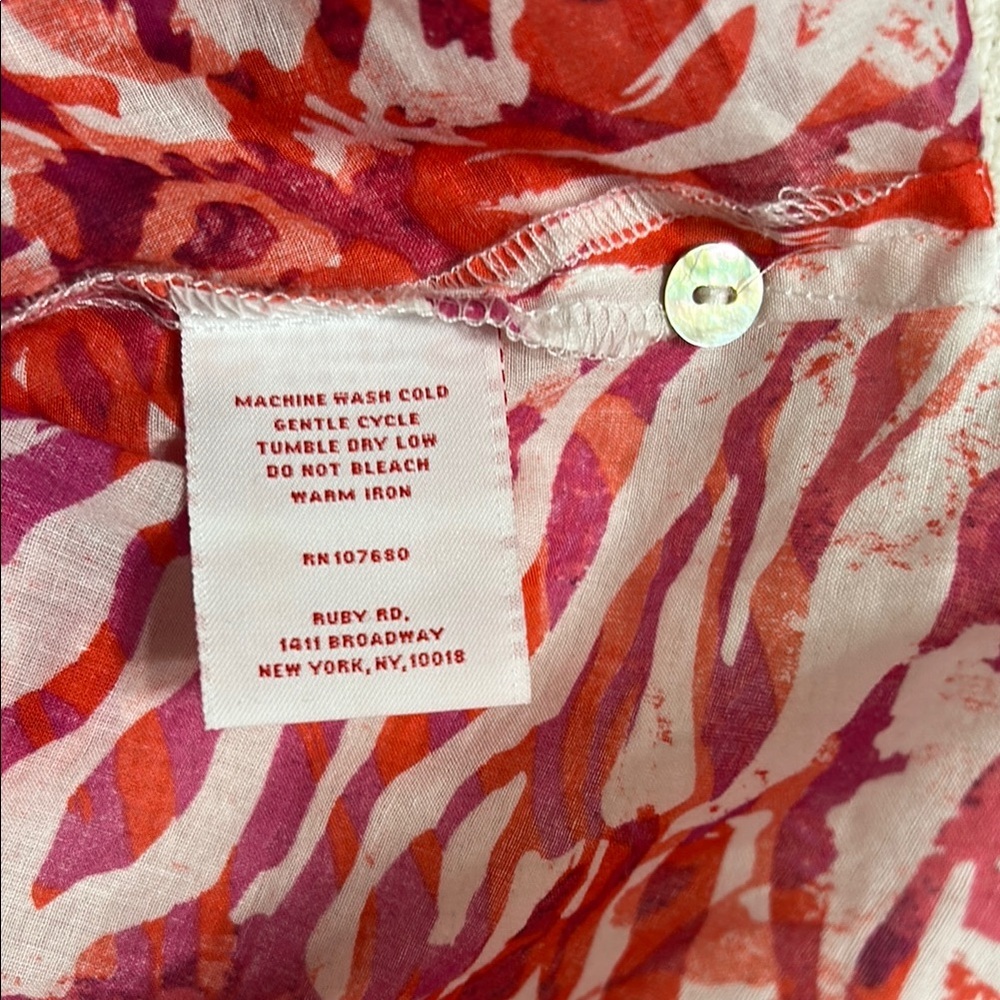 MACHINE WASH COLD
GENTLE CYCLE
TUMBLE DRY LOW
DO NOT BLEACH
WARM IRON
RN107680
RUBY RD.
1411 BROADWAY
NEW YORK, NY, 10018